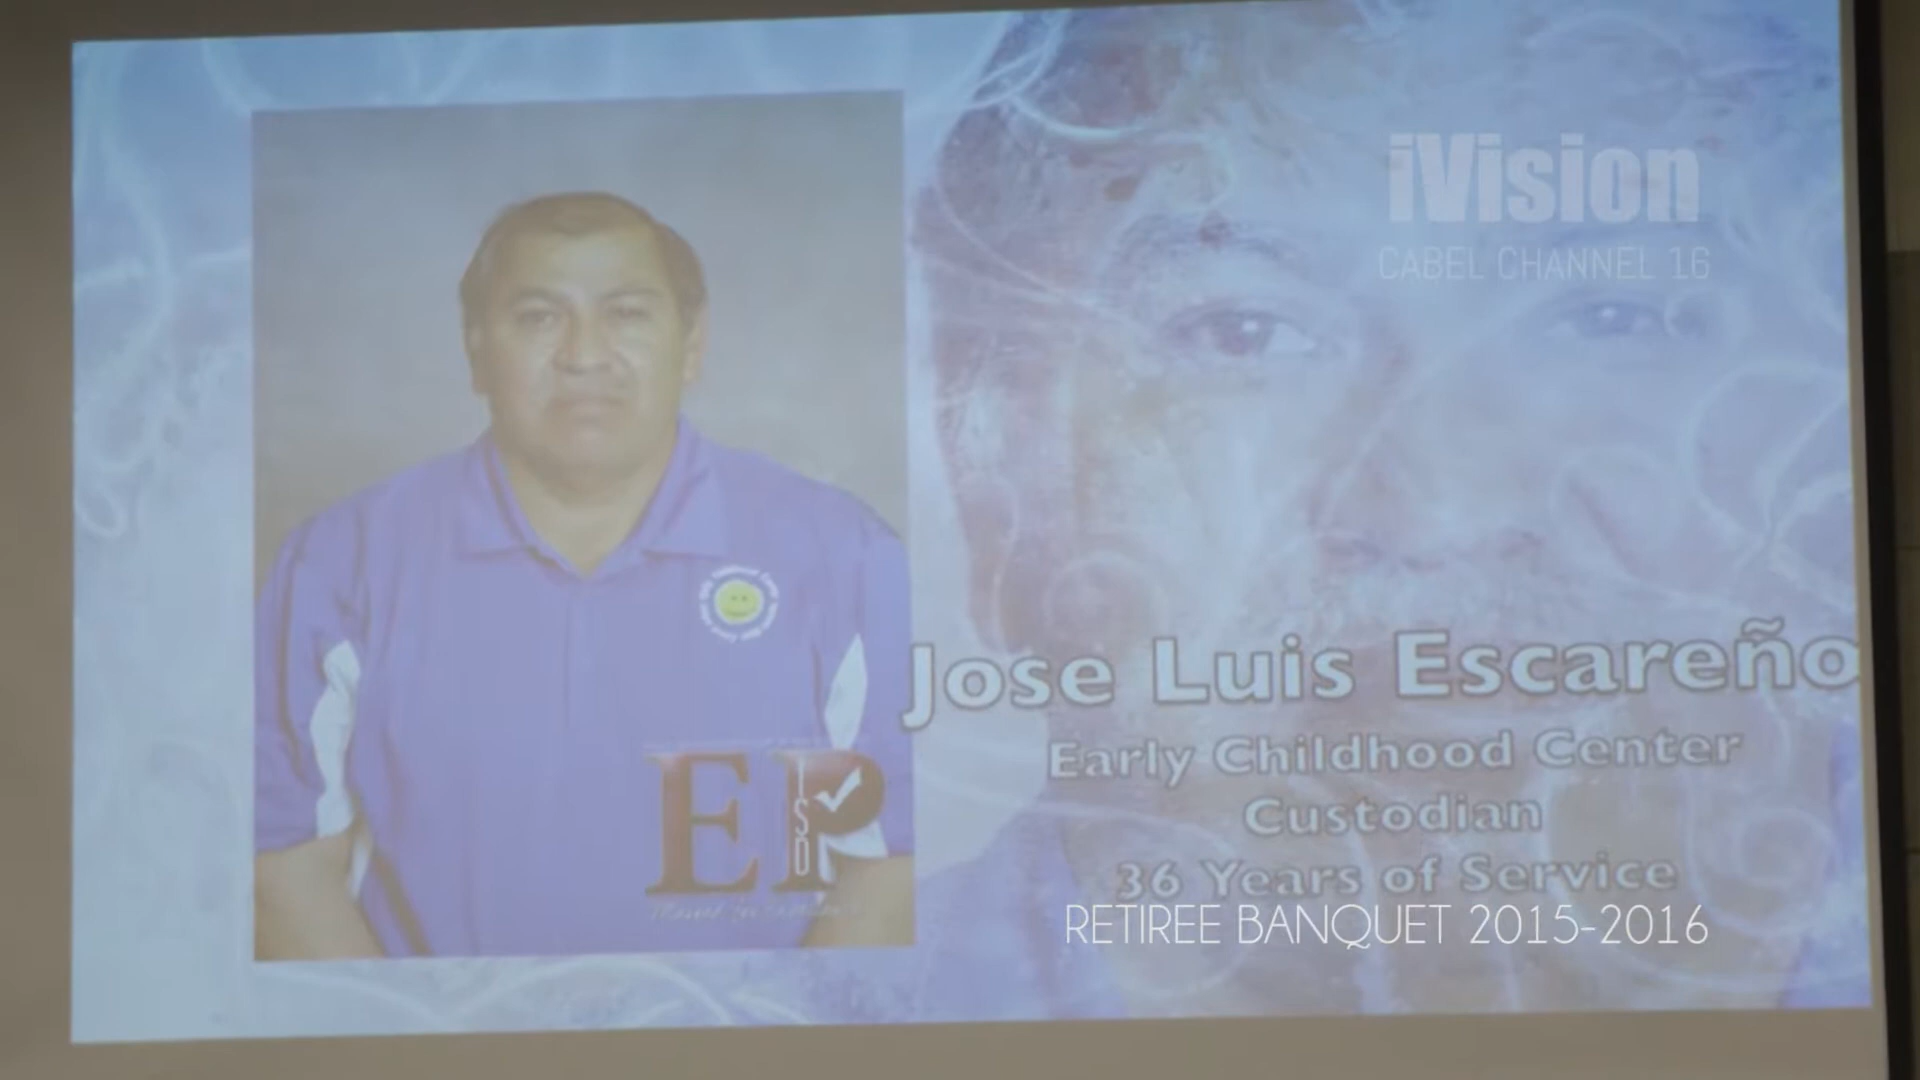 iVision
CABEL CHANNEL 16
Jose Luis Escareño
Early Childhood Center
Custodian
36 Years of Service
RETIREE BANQUET 2015-2016
EP
ISD